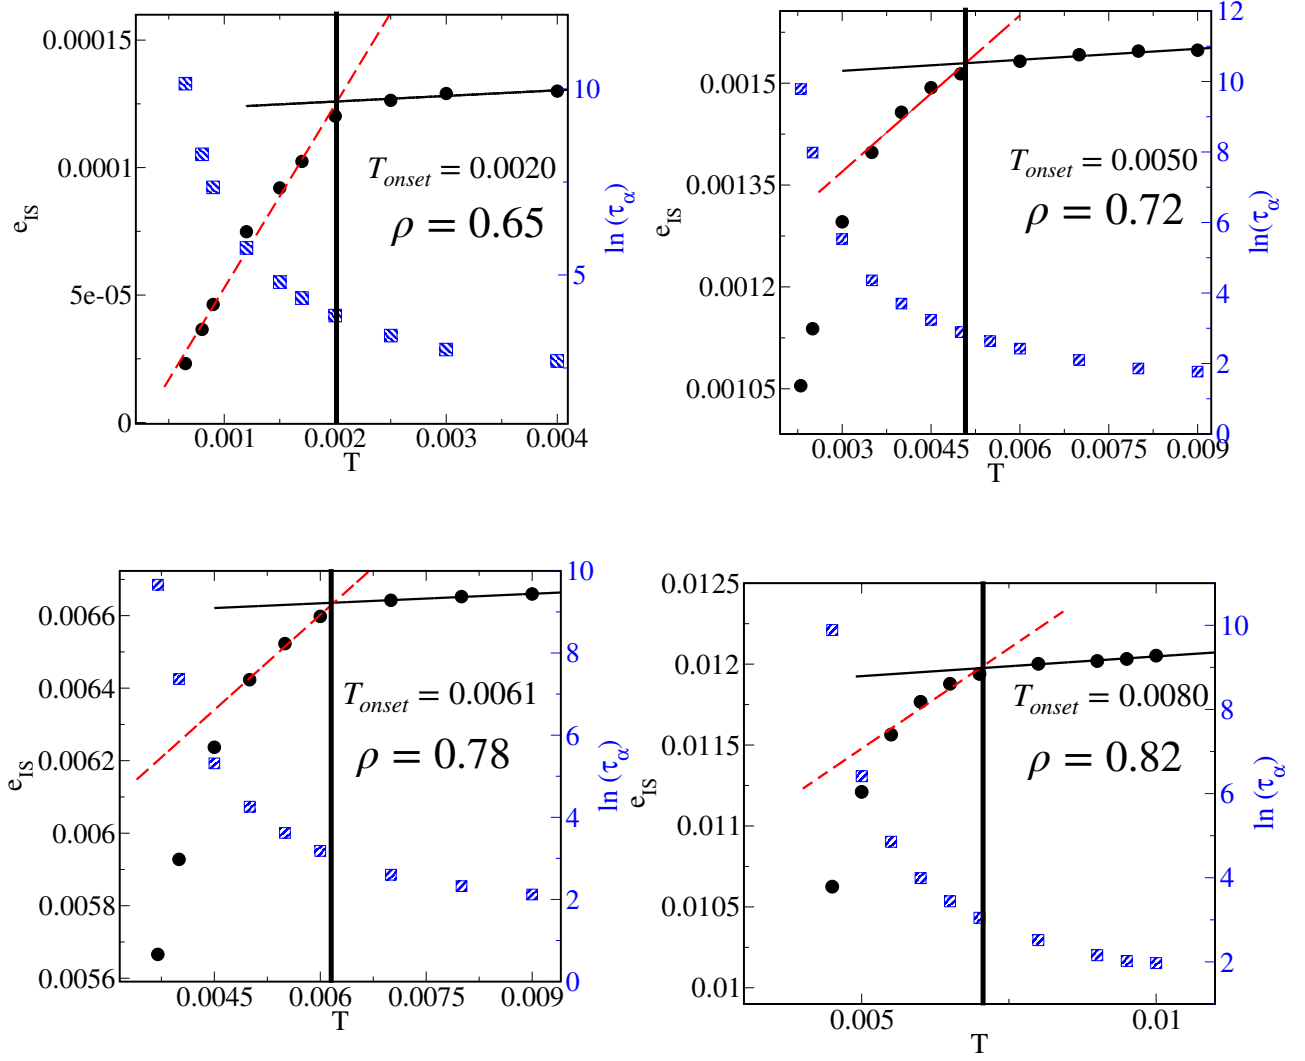 0.00015
0.0001
5e-05
0
e_IS
0.001
0.002
0.003
0.004
T
10
5
ln (τ_α)
T_onset = 0.0020
ρ = 0.65
0.0015
0.00135
0.0012
0.00105
e_IS
0.003
0.0045
0.006
0.0075
0.009
T
12
10
8
6
4
2
0
ln(τ_α)
T_onset = 0.0050
ρ = 0.72
0.0066
0.0064
0.0062
0.006
0.0058
0.0056
e_IS
0.0045
0.006
0.0075
0.009
T
10
8
6
4
2
0
ln (τ_α)
T_onset = 0.0061
ρ = 0.78
0.0125
0.012
0.0115
0.011
0.0105
0.01
e_IS
0.005
0.01
T
10
8
6
4
2
ln (τ_α)
T_onset = 0.0080
ρ = 0.82